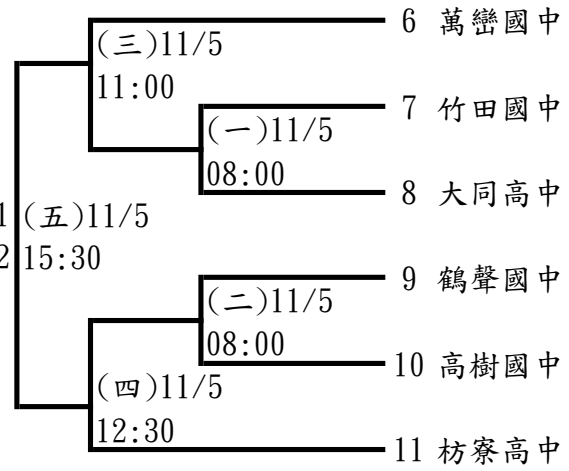 6 萬巒國中
(三)11/5
11:00
7 竹田國中
(一)11/5
08:00
8 大同高中
1 (五)11/5
2 15:30
9 鶴聲國中
(二)11/5
08:00
10 高樹國中
(四)11/5
12:30
11 枋寮高中